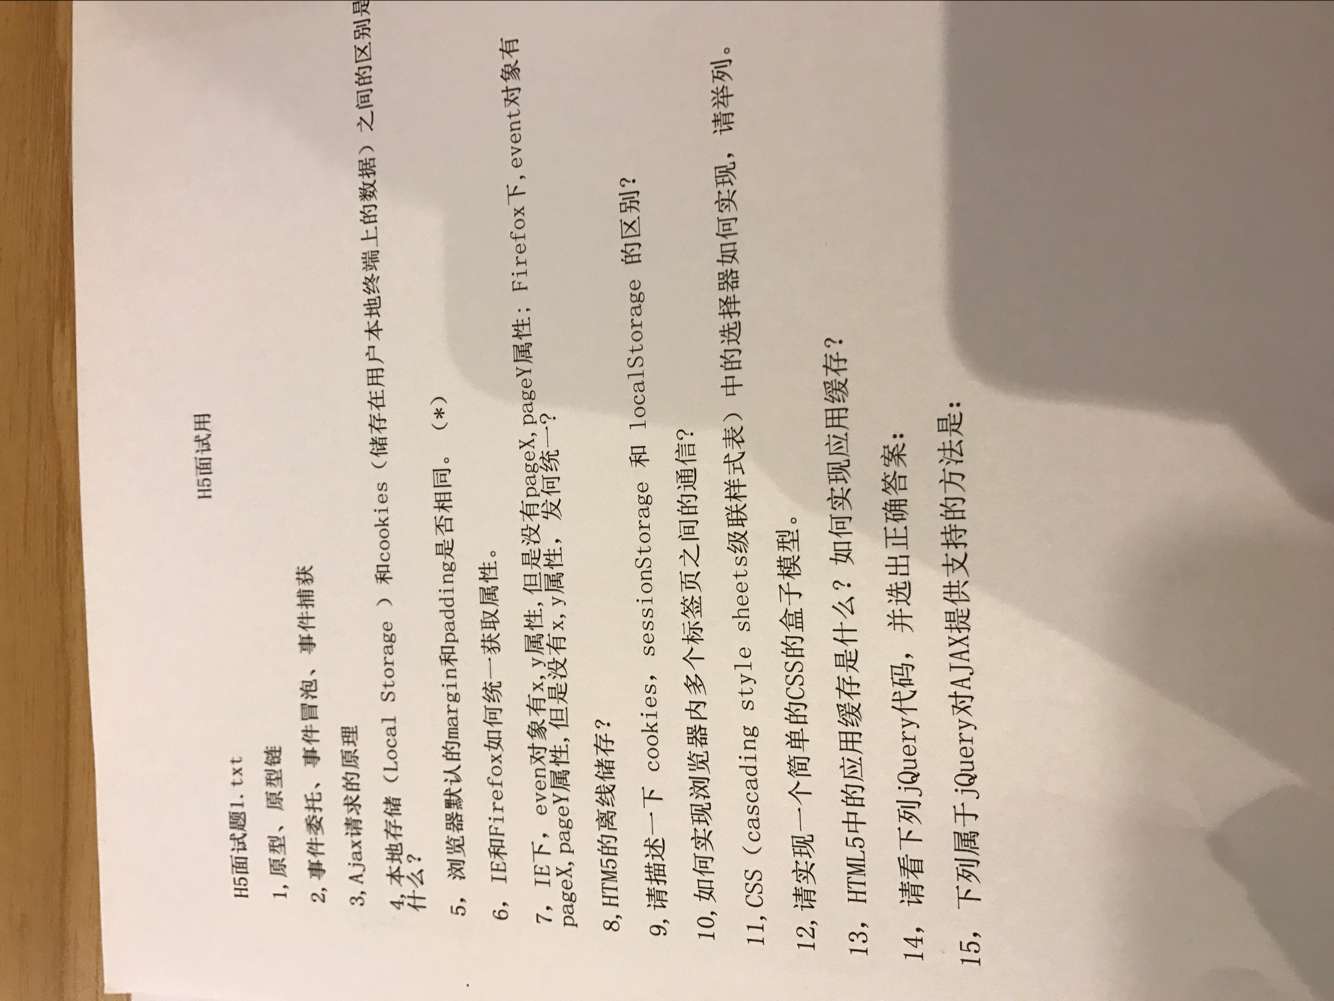 H5面试用
H5面试题1.txt
1,原型、原型链
2,事件委托、事件冒泡、事件捕获
3,Ajax请求的原理
4,本地存储（Local Storage ）和cookies（储存在用户本地终端上的数据）之间的区别是
什么？
5，浏览器默认的margin和padding是否相同。（*）
6，IE和Firefox如何统一获取属性。
7，IE下，even对象有x,y属性,但是没有pageX,pageY属性; Firefox下,event对象有
pageX,pageY属性,但是没有x,y属性，发何统一?
8,HTM5的离线储存？
9,请描述一下 cookies，sessionStorage 和 localStorage 的区别？
10,如何实现浏览器内多个标签页之间的通信?
11,CSS（cascading style sheets级联样式表）中的选择器如何实现，请举列。
12,请实现一个简单的CSS的盒子模型。
13，HTML5中的应用缓存是什么？如何实现应用缓存？
14，请看下列jQuery代码，并选出正确答案：
15，下列属于jQuery对AJAX提供支持的方法是：